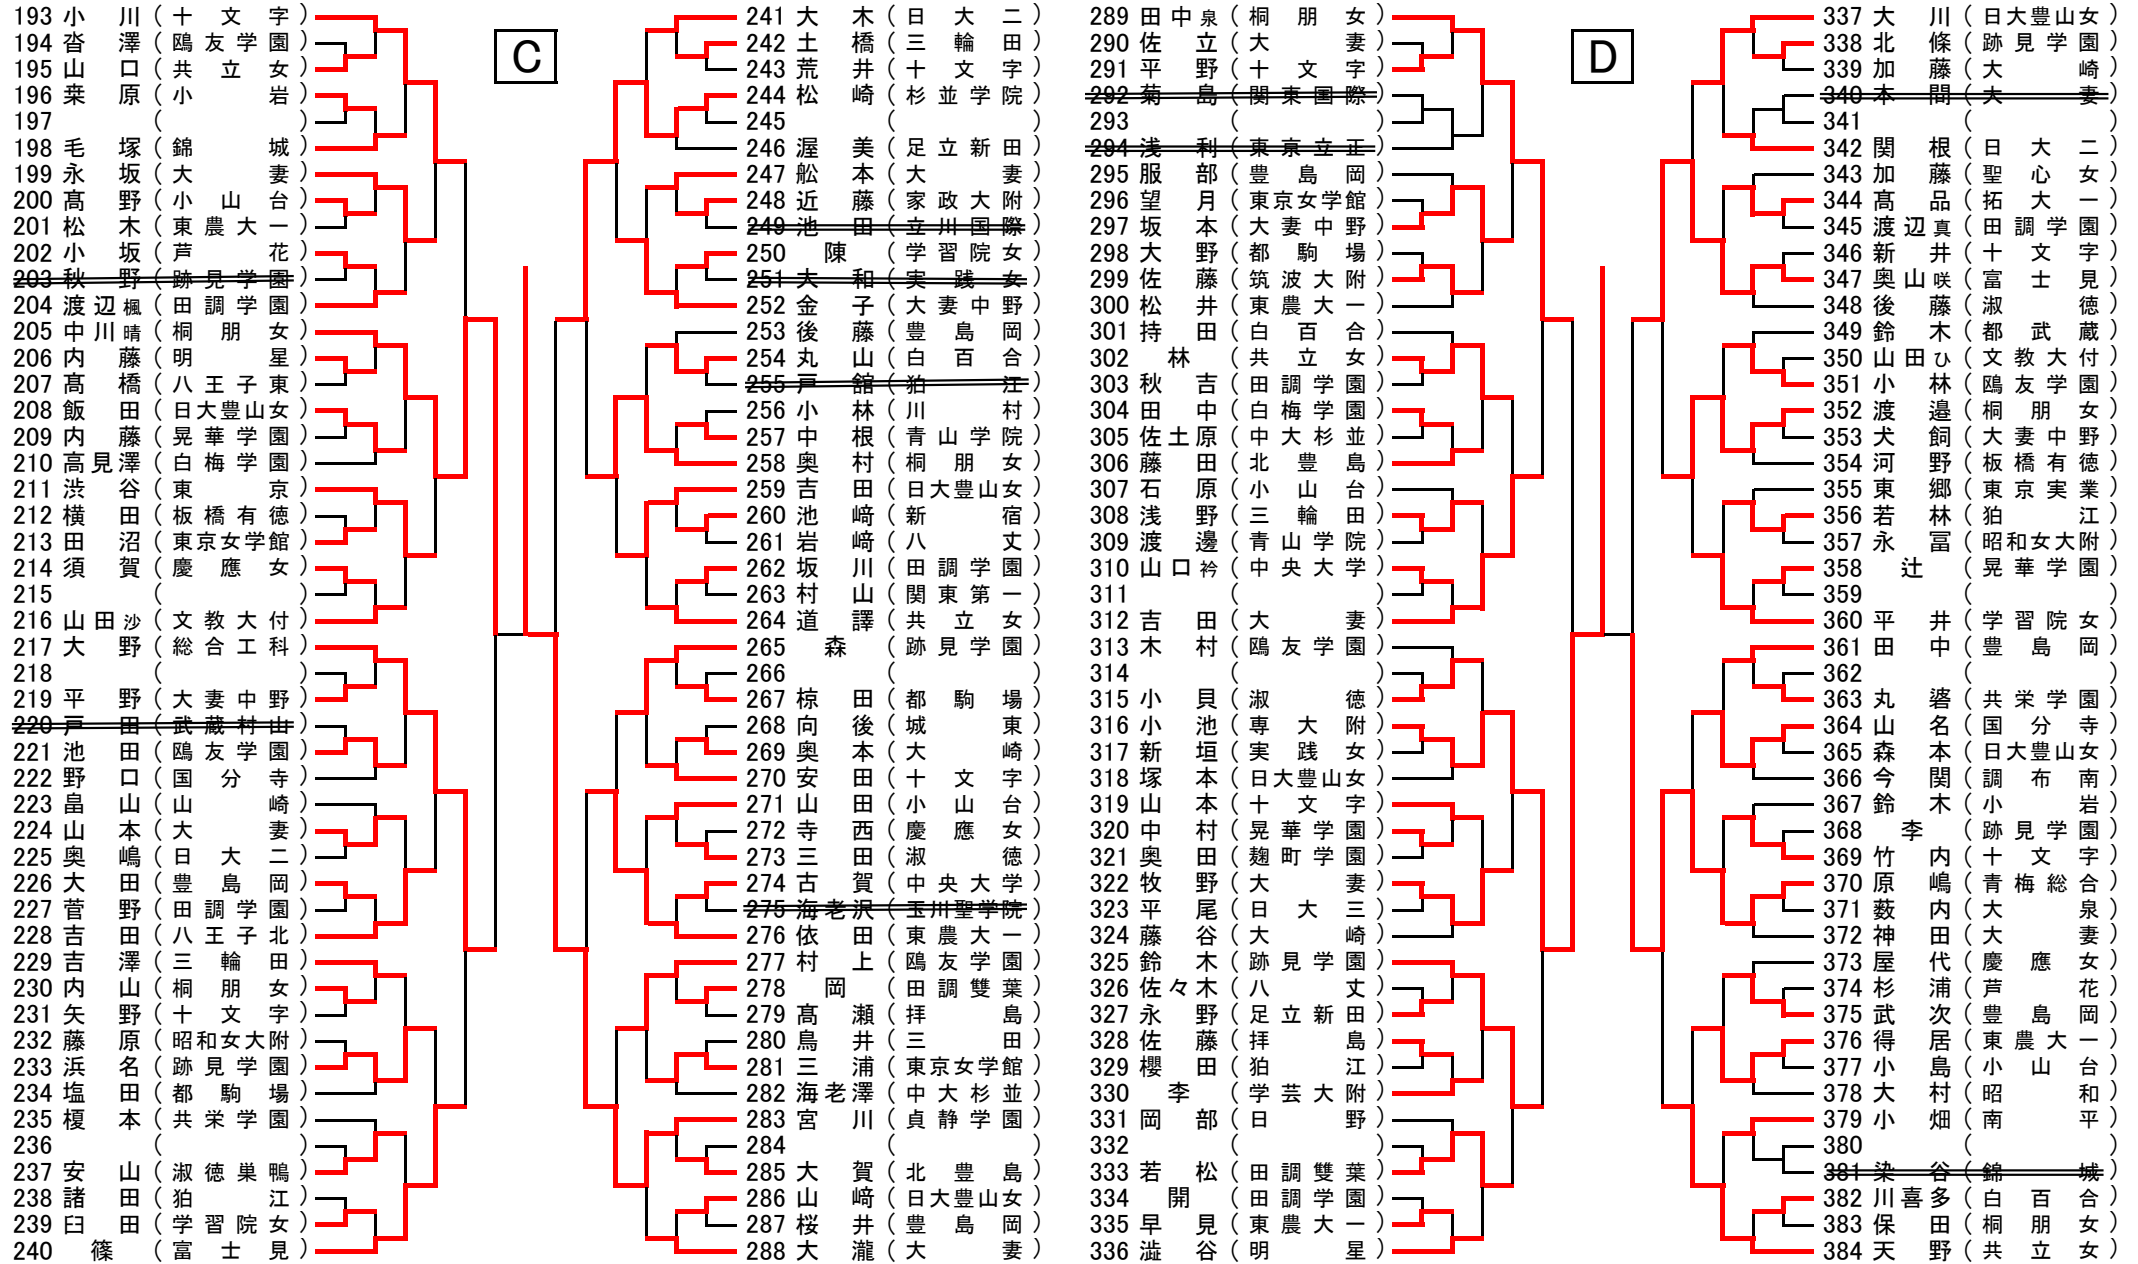 C
193 小川 (十文字)
194 沓澤 (鴎友学園)
195 山口 (共立女)
196 来原 (小岩)
197 ( )
198 毛塚 (錦城)
199 永坂 (大妻)
200 髙野 (小山台)
201 松木 (東農大一)
202 小坂 (芦花)
203 秋野 (跡見学園)
204 渡辺楓 (田調学園)
205 中川晴 (桐朋女)
206 内藤 (明星)
207 髙橋 (八王子東)
208 飯田 (日大豊山女)
209 内藤 (晃華学園)
210 高見澤 (白梅学園)
211 渋谷 (東京)
212 横田 (板橋有徳)
213 田沼 (東京女学館)
214 須賀 (慶應女)
215 ( )
216 山田沙 (文教大付)
217 大野 (総合工科)
218 ( )
219 平野 (大妻中野)
220 戸田 (武蔵村山)
221 池田 (鴎友学園)
222 野口 (国分寺)
223 畠山 (山崎)
224 山本 (大妻)
225 奥嶋 (日大二)
226 大田 (豊島岡)
227 菅野 (田調学園)
228 吉田 (八王子北)
229 吉澤 (三輪田)
230 内山 (桐朋女)
231 矢野 (十文字)
232 藤原 (昭和女大附)
233 浜名 (跡見学園)
234 塩田 (都駒場)
235 榎本 (共栄学園)
236 ( )
237 安山 (淑徳巣鴨)
238 諸田 (狛江)
239 臼田 (学習院女)
240 篠 (富士見)
241 大木 (日大二)
242 土橋 (三輪田)
243 荒井 (十文字)
244 松崎 (杉並学院)
245 ( )
246 渥美 (足立新田)
247 舩本 (大妻)
248 近藤 (家政大附)
249 池田 (立川国際)
250 陳 (学習院女)
251 大和 (実践女)
252 金子 (大妻中野)
253 後藤 (豊島岡)
254 丸山 (白百合)
255 戸舘 (狛江)
256 小林 (川村)
257 中根 (青山学院)
258 奥村 (桐朋女)
259 吉田 (日大豊山女)
260 池﨑 (新宿)
261 岩﨑 (八丈)
262 坂川 (田調学園)
263 村山 (関東第一)
264 道譯 (共立女)
265 森 (跡見学園)
266 ( )
267 椋田 (都駒場)
268 向後 (城東)
269 奥本 (大崎)
270 安田 (十文字)
271 山田 (小山台)
272 寺西 (慶應女)
273 三田 (淑徳)
274 古賀 (中央大学)
275 海老沢 (玉川聖学院)
276 依田 (東農大一)
277 村上 (鴎友学園)
278 岡 (田調雙葉)
279 髙瀬 (拝島)
280 鳥井 (三田)
281 三浦 (東京女学館)
282 海老澤 (中大杉並)
283 宮川 (貞静学園)
284 ( )
285 大賀 (北豊島)
286 山﨑 (日大豊山女)
287 桜井 (豊島岡)
288 大瀧 (大妻)
D
289 田中泉 (桐朋女)
290 佐立 (大妻)
291 平野 (十文字)
292 菊島 (関東国際)
293 ( )
294 浅利 (東京立正)
295 服部 (豊島岡)
296 望月 (東京女学館)
297 坂本 (大妻中野)
298 大野 (都駒場)
299 佐藤 (筑波大附)
300 松井 (東農大一)
301 持田 (白百合)
302 林 (共立女)
303 秋吉 (田調学園)
304 田中 (白梅学園)
305 佐土原 (中大杉並)
306 藤田 (北豊島)
307 石原 (小山台)
308 浅野 (三輪田)
309 渡邊 (青山学院)
310 山口衿 (中央大学)
311 ( )
312 吉田 (大妻)
313 木村 (鴎友学園)
314 ( )
315 小貝 (淑徳)
316 小池 (専大附)
317 新垣 (実践女)
318 塚本 (日大豊山女)
319 山本 (十文字)
320 中村 (晃華学園)
321 奥田 (麹町学園)
322 牧野 (大妻)
323 平尾 (日大三)
324 藤谷 (大崎)
325 鈴木 (跡見学園)
326 佐々木 (八丈)
327 永野 (足立新田)
328 佐藤 (拝島)
329 櫻田 (狛江)
330 李 (学芸大附)
331 岡部 (日野)
332 ( )
333 若松 (田調雙葉)
334 開 (田調学園)
335 早見 (東農大一)
336 澁谷 (明星)
337 大川 (日大豊山女)
338 北條 (跡見学園)
339 加藤 (大崎)
340 本間 (大妻)
341 ( )
342 関根 (日大二)
343 加藤 (聖心女)
344 髙品 (拓大一)
345 渡辺真 (田調学園)
346 新井 (十文字)
347 奥山咲 (富士見)
348 後藤 (淑徳)
349 鈴木 (都武蔵)
350 山田ひ (文教大付)
351 小林 (鴎友学園)
352 渡邉 (桐朋女)
353 犬飼 (大妻中野)
354 河野 (板橋有徳)
355 東郷 (東京実業)
356 若林 (狛江)
357 永冨 (昭和女大附)
358 辻 (晃華学園)
359 ( )
360 平井 (学習院女)
361 田中 (豊島岡)
362 ( )
363 丸畧 (共栄学園)
364 山名 (国分寺)
365 森本 (日大豊山女)
366 今関 (調布南)
367 鈴木 (小岩)
368 李 (跡見学園)
369 竹内 (十文字)
370 原嶋 (青梅総合)
371 薮内 (大泉)
372 神田 (大妻)
373 屋代 (慶應女)
374 杉浦 (芦花)
375 武次 (豊島岡)
376 得居 (東農大一)
377 小島 (小山台)
378 大村 (昭和)
379 小畑 (南平)
380 ( )
381 染谷 (錦城)
382 川喜多 (白百合)
383 保田 (桐朋女)
384 天野 (共立女)